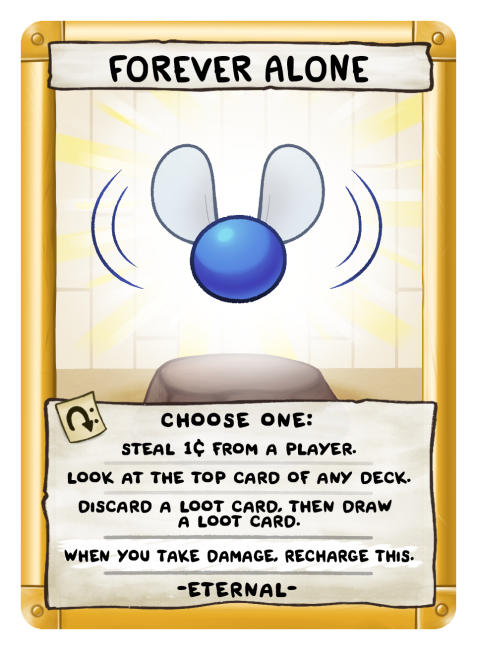 FOREVER ALONE
CHOOSE ONE:
STEAL 1¢ FROM A PLAYER.
LOOK AT THE TOP CARD OF ANY DECK.
DISCARD A LOOT CARD, THEN DRAW
A LOOT CARD.
WHEN YOU TAKE DAMAGE, RECHARGE THIS.
-ETERNAL-